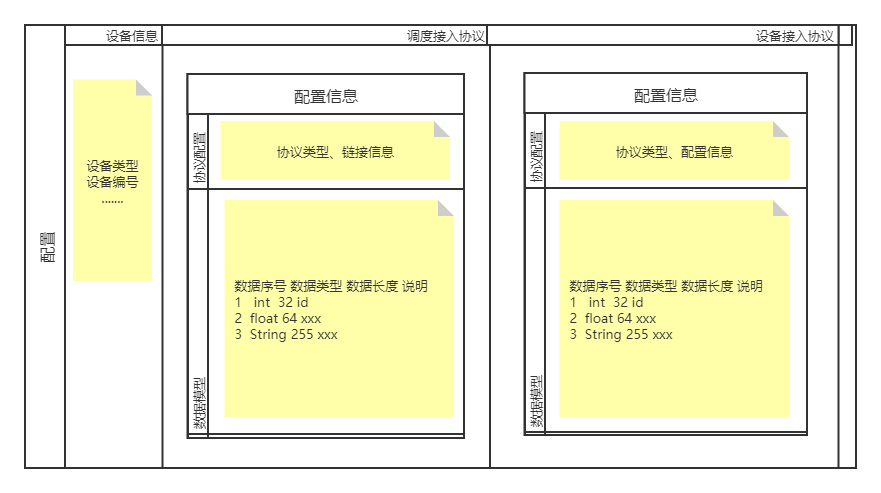 设备信息
调度接入协议
设备接入协议
配置
设备类型
设备编号
.......
配置信息
协议配置
协议类型、链接信息
数据模型
数据序号 数据类型 数据长度 说明
1 int 32 id
2 float 64 xxx
3 String 255 xxx
配置信息
协议配置
协议类型、配置信息
数据模型
数据序号 数据类型 数据长度 说明
1 int 32 id
2 float 64 xxx
3 String 255 xxx